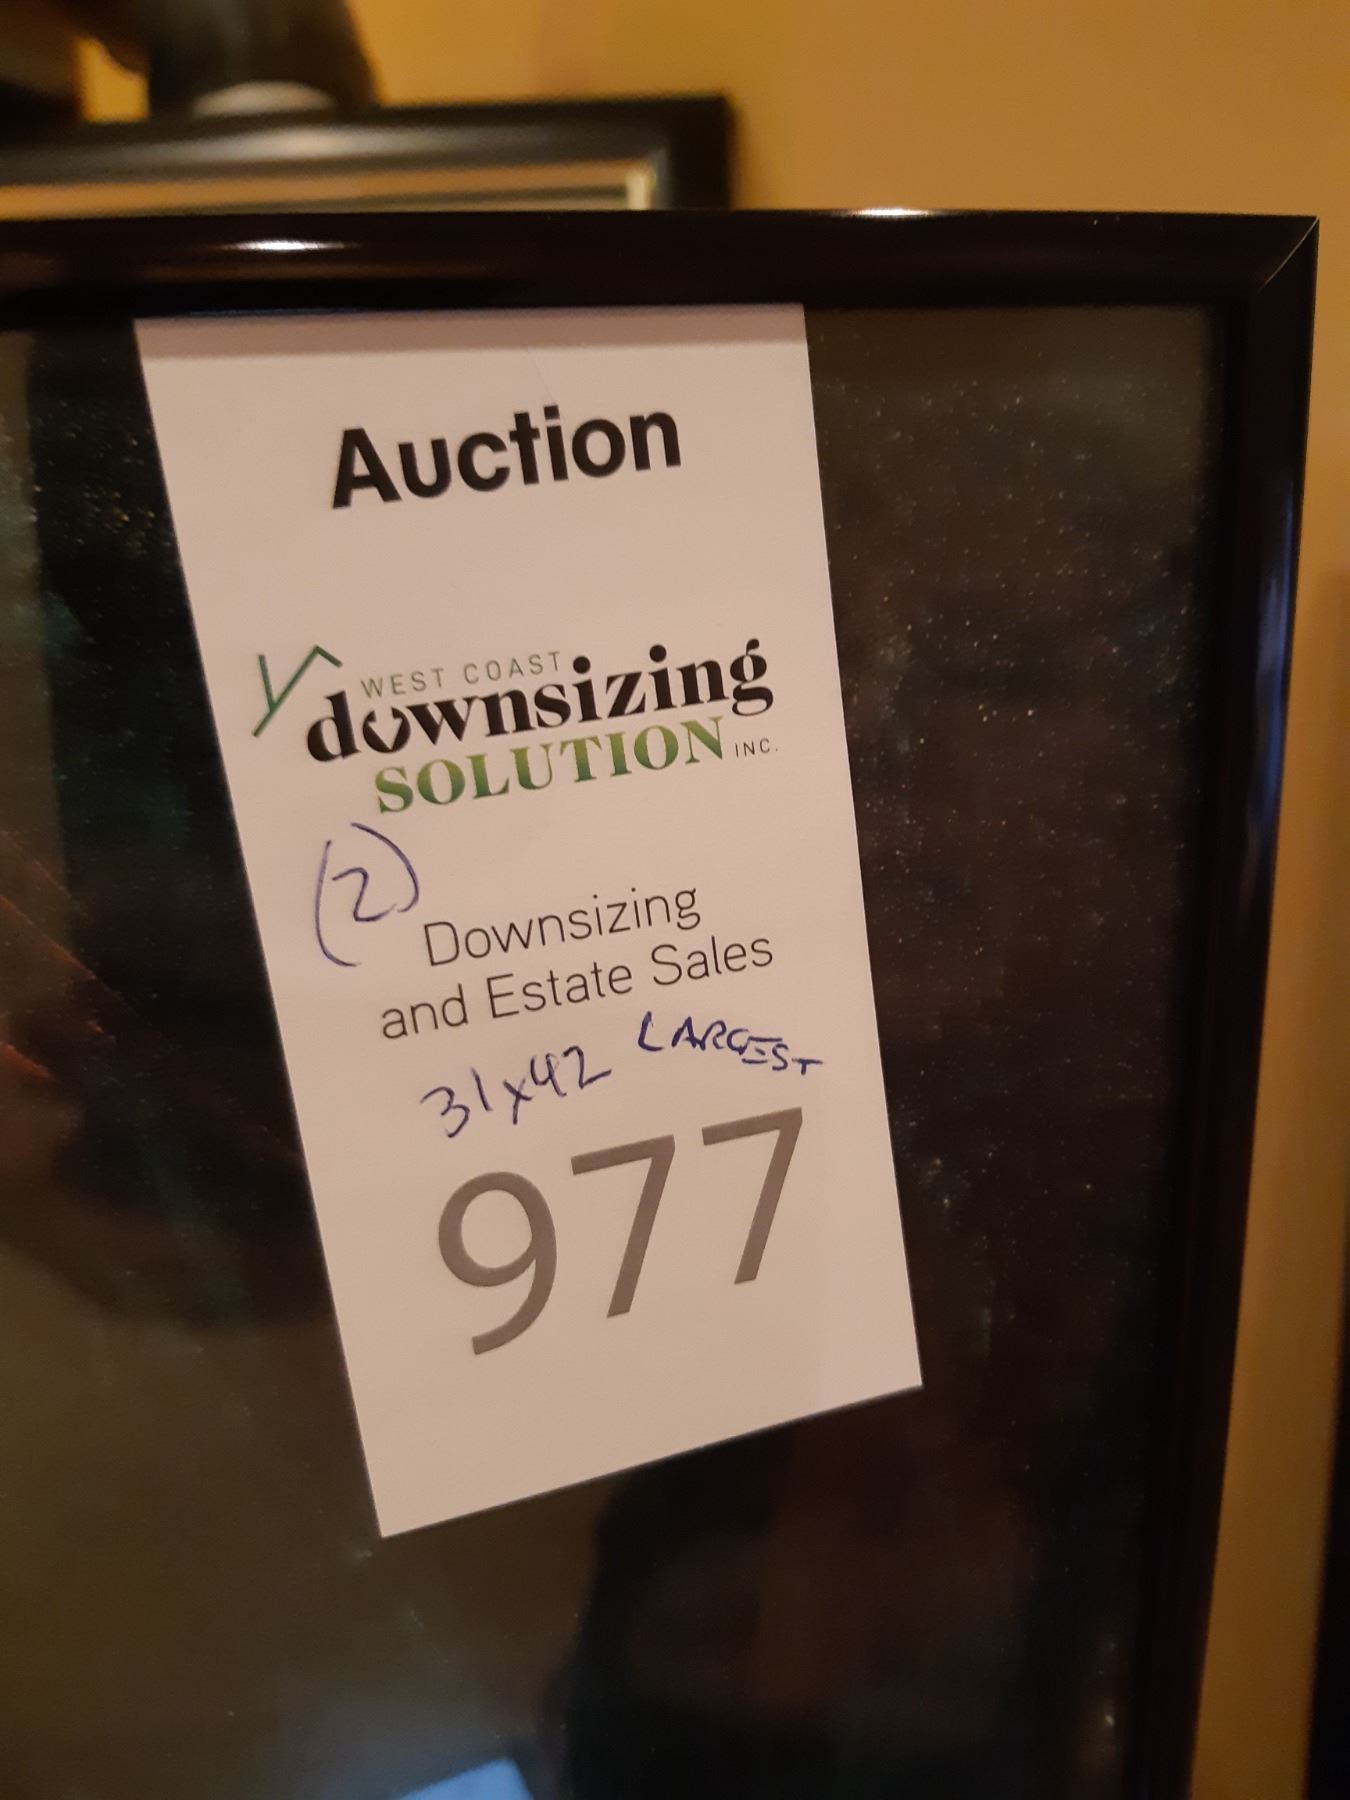 Auction
WEST COAST
downsizing
SOLUTION INC.
(2)
Downsizing
and Estate Sales
31x42 LARGEST
977